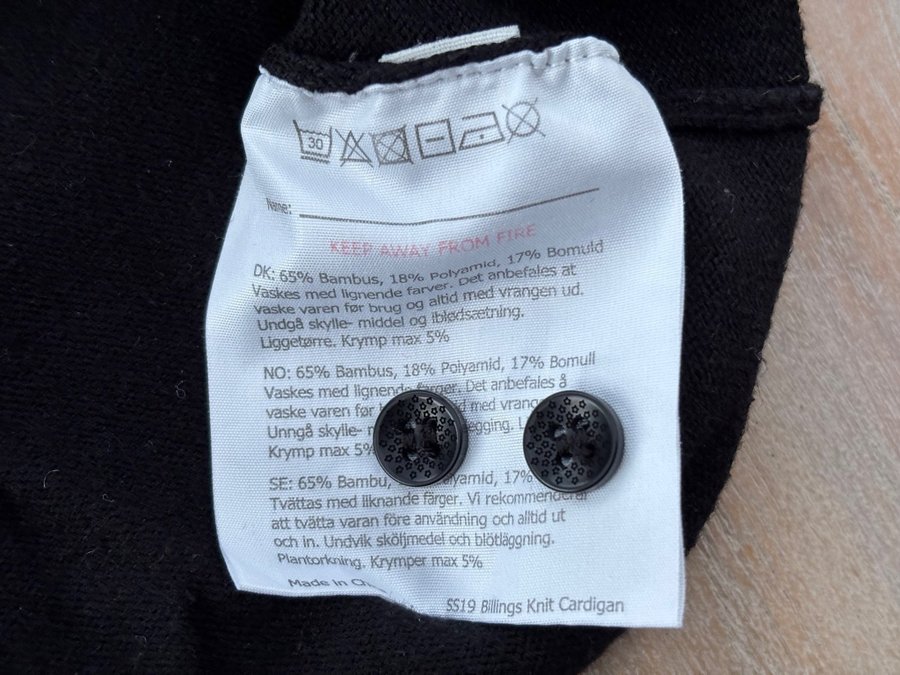 30
Name:
KEEP AWAY FROM FIRE
DK: 65% Bambus, 18% Polyamid, 17% Bomuld
Vaskes med lignende farver. Det anbefales at
vaske varen før brug og altid med vrangen ud.
Undgå skylle- middel og iblødsætning.
Liggetørre. Krymp max 5%
NO: 65% Bambus, 18% Polyamid, 17% Bomull
Vaskes med lignende farger. Det anbefales å
vaske varen før med
Unngå skylle-
Krymp max 5%
SE: 65% Bambu, 17%
Tvättas med liknande färger. Vi rekommenderar
att tvätta varan före användning och alltid ut
och in. Undvik sköljmedel och blötläggning.
Plantorkning. Krymper max 5%
Made in
SS19 Billings Knit Cardigan